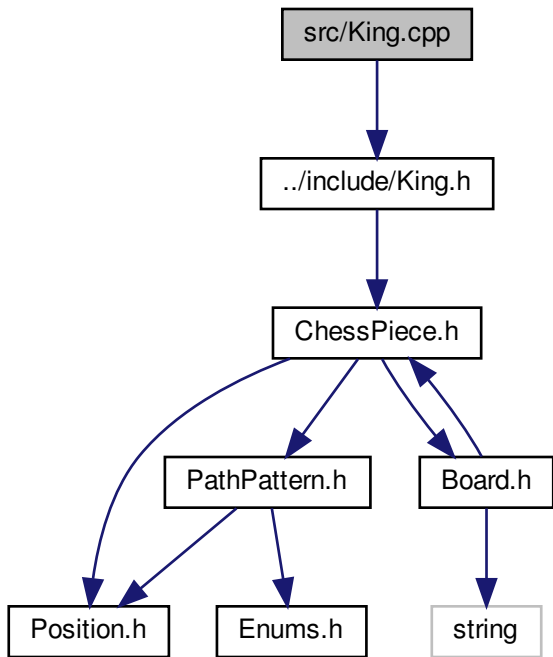 src/King.cpp
../include/King.h
ChessPiece.h
PathPattern.h
Board.h
Position.h
Enums.h
string